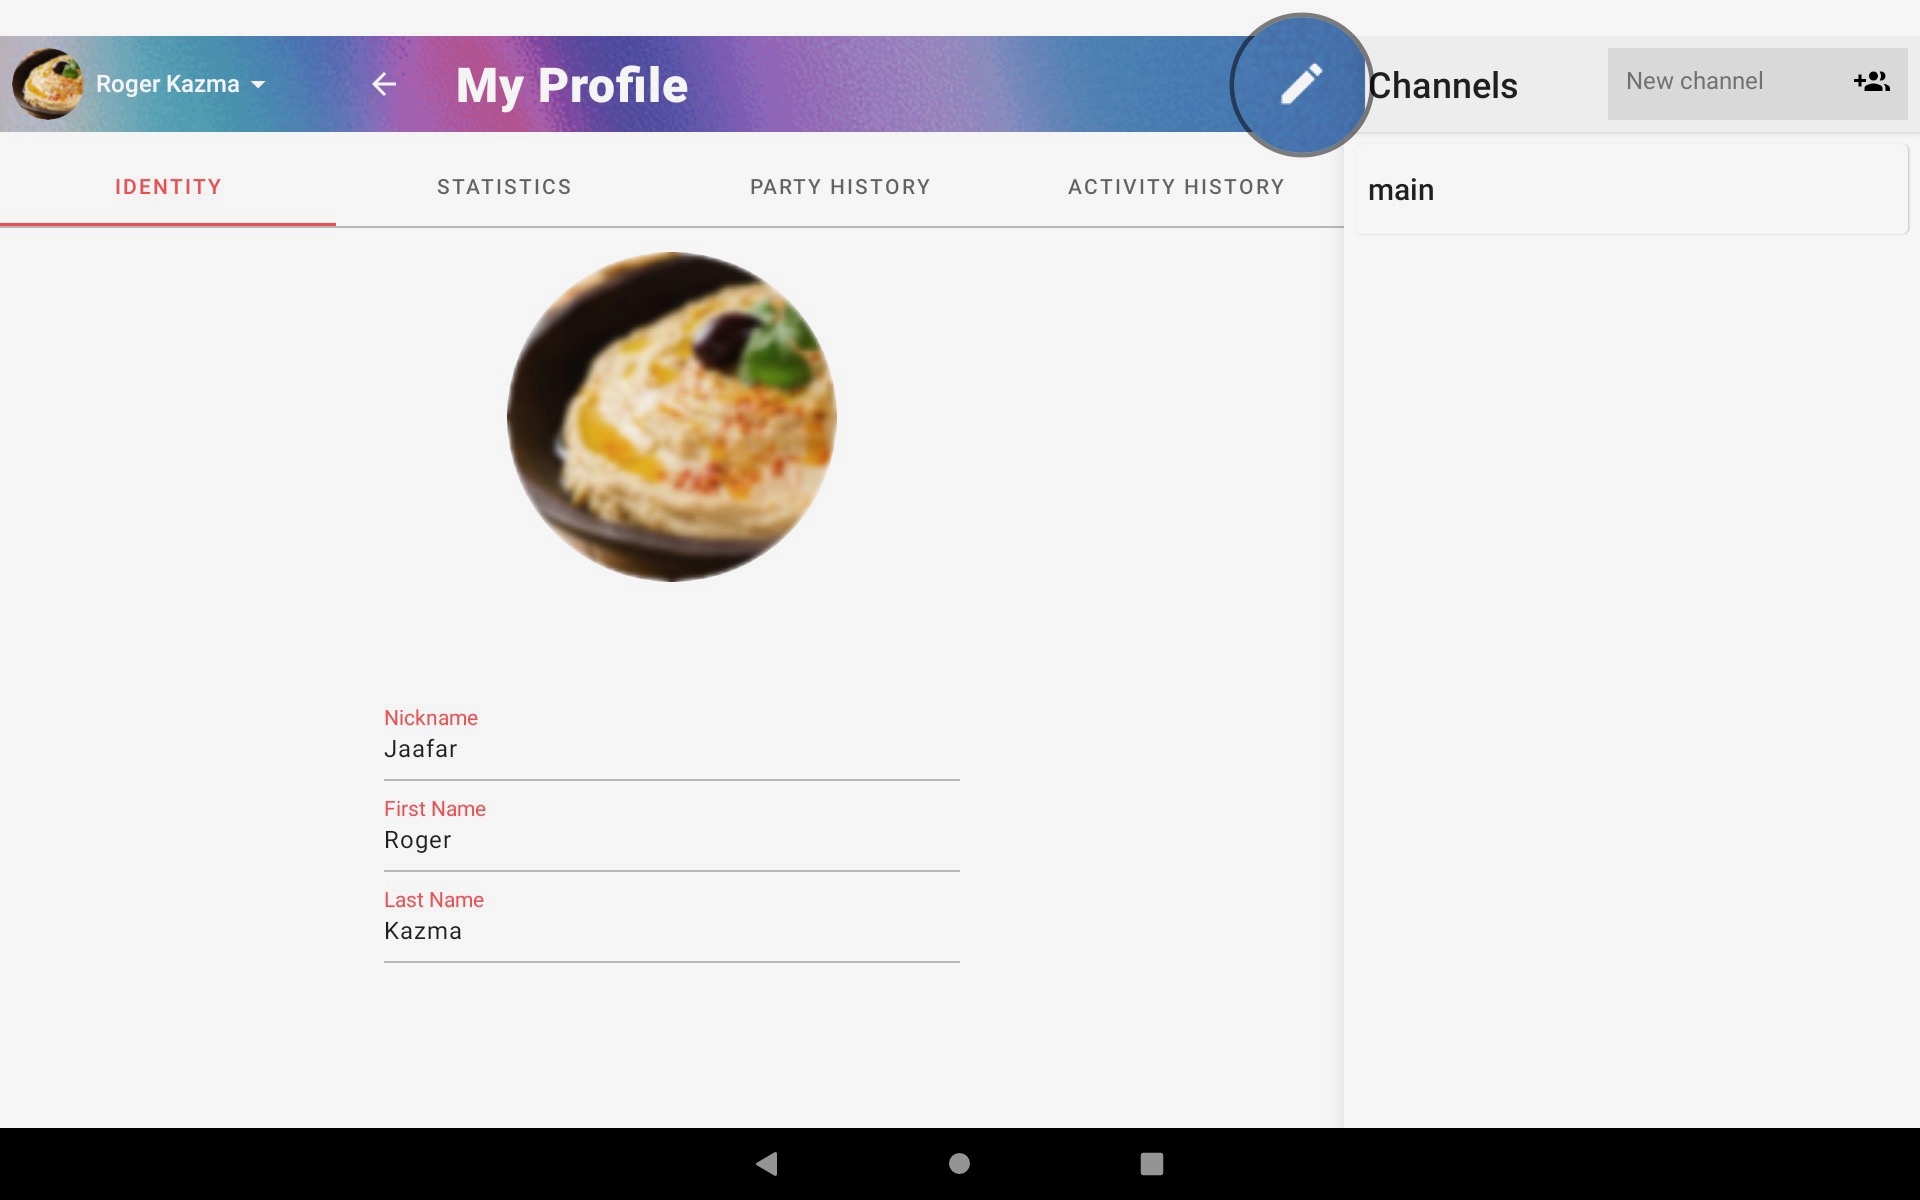 Roger Kazma
My Profile
Channels
New channel
IDENTITY
STATISTICS
PARTY HISTORY
ACTIVITY HISTORY
main
Nickname
Jaafar
First Name
Roger
Last Name
Kazma